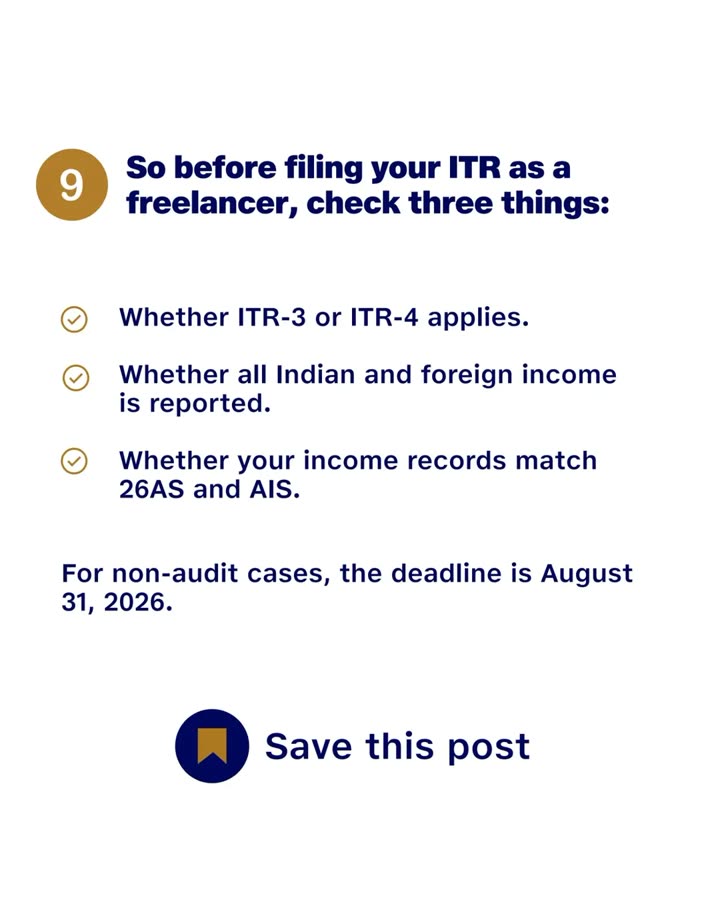 9
So before filing your ITR as a
freelancer, check three things:
Whether ITR-3 or ITR-4 applies.
Whether all Indian and foreign income
is reported.
Whether your income records match
26AS and AIS.
For non-audit cases, the deadline is August
31, 2026.
Save this post